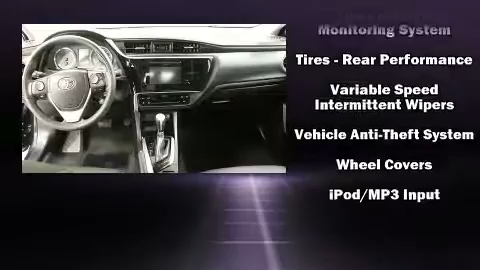 Monitoring System
Tires - Rear Performance
Variable Speed
Intermittent Wipers
Vehicle Anti-Theft System
Wheel Covers
iPod/MP3 Input